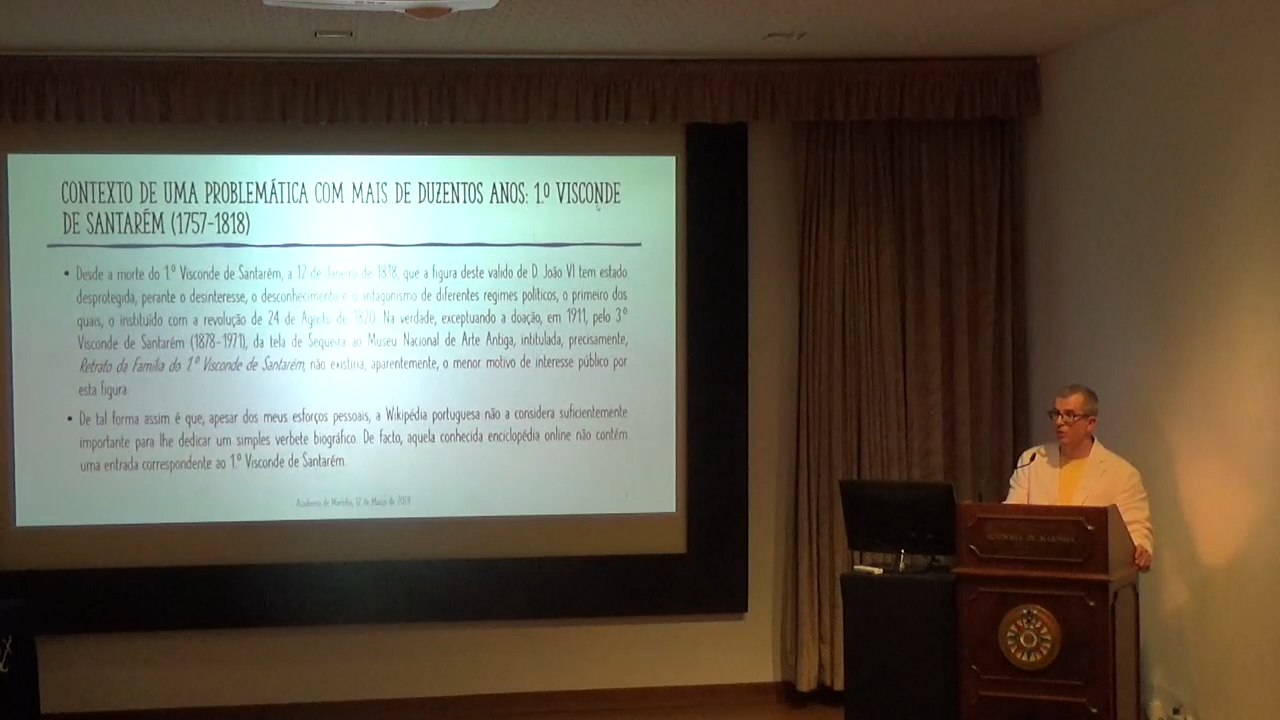 CONTEXTO DE UMA PROBLEMÁTICA COM MAIS DE DUZENTOS ANOS: 1.º VISCONDE
DE SANTARÉM (1757-1818)
• Desde a morte do 1.º Visconde de Santarém, a 12 de Janeiro de 1818, que a figura deste valido de D. João VI tem estado
desprotegida, perante o desinteresse, o desconhecimento e o antagonismo de diferentes regimes políticos, o primeiro dos
quais, o instituído com a revolução de 24 de Agosto de 1820. Na verdade, exceptuando a doação, em 1911, pelo 3.º
Visconde de Santarém (1878-1971), da tela de Sequeira ao Museu Nacional de Arte Antiga, intitulada, precisamente,
Retrato da Família do 1.º Visconde de Santarém, não existiria, aparentemente, o menor motivo de interesse público por
esta figura.
• De tal forma assim é que, apesar dos meus esforços pessoais, a Wikipédia portuguesa não a considera suficientemente
importante para lhe dedicar um simples verbete biográfico. De facto, aquela conhecida enciclopédia online não contém
uma entrada correspondente ao 1.º Visconde de Santarém.
Academia de Marinha, 12 de Março de 2024
ACADEMIA DE MARINHA